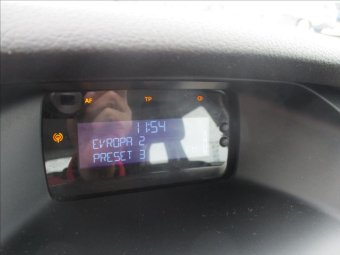 AF TP
11:54
EVROPA 2
PRESET 3